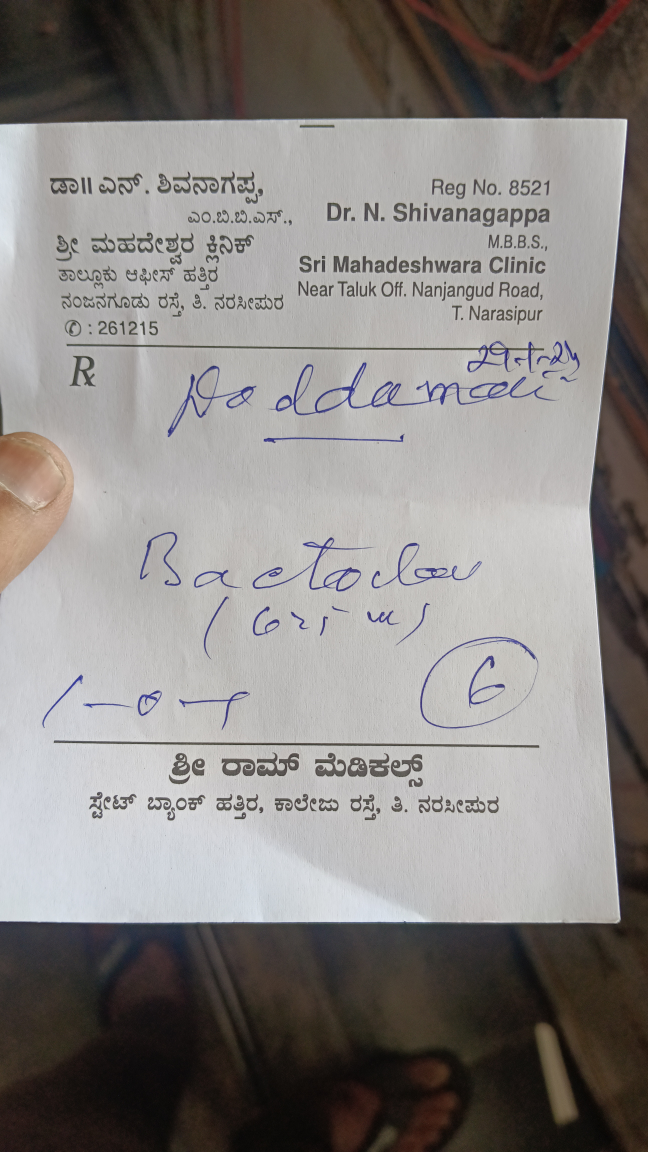 ಡಾ|| ಎನ್. ಶಿವನಾಗಪ್ಪ,
ಎಂ.ಬಿ.ಬಿ.ಎಸ್.,
ಶ್ರೀ ಮಹದೇಶ್ವರ ಕ್ಲಿನಿಕ್
ತಾಲ್ಲೂಕು ಆಫೀಸ್ ಹತ್ತಿರ
ನಂಜನಗೂಡು ರಸ್ತೆ, ತಿ. ನರಸೀಪುರ
✆ : 261215
Reg No. 8521
Dr. N. Shivanagappa
M.B.B.S.,
Sri Mahadeshwara Clinic
Near Taluk Off. Nanjangud Road,
T. Narasipur
℞
Bactoclav
(625
1-0-1
6
ಶ್ರೀ ರಾಮ್ ಮೆಡಿಕಲ್ಸ್
ಸ್ಟೇಟ್ ಬ್ಯಾಂಕ್ ಹತ್ತಿರ, ಕಾಲೇಜು ರಸ್ತೆ, ತಿ. ನರಸೀಪುರ